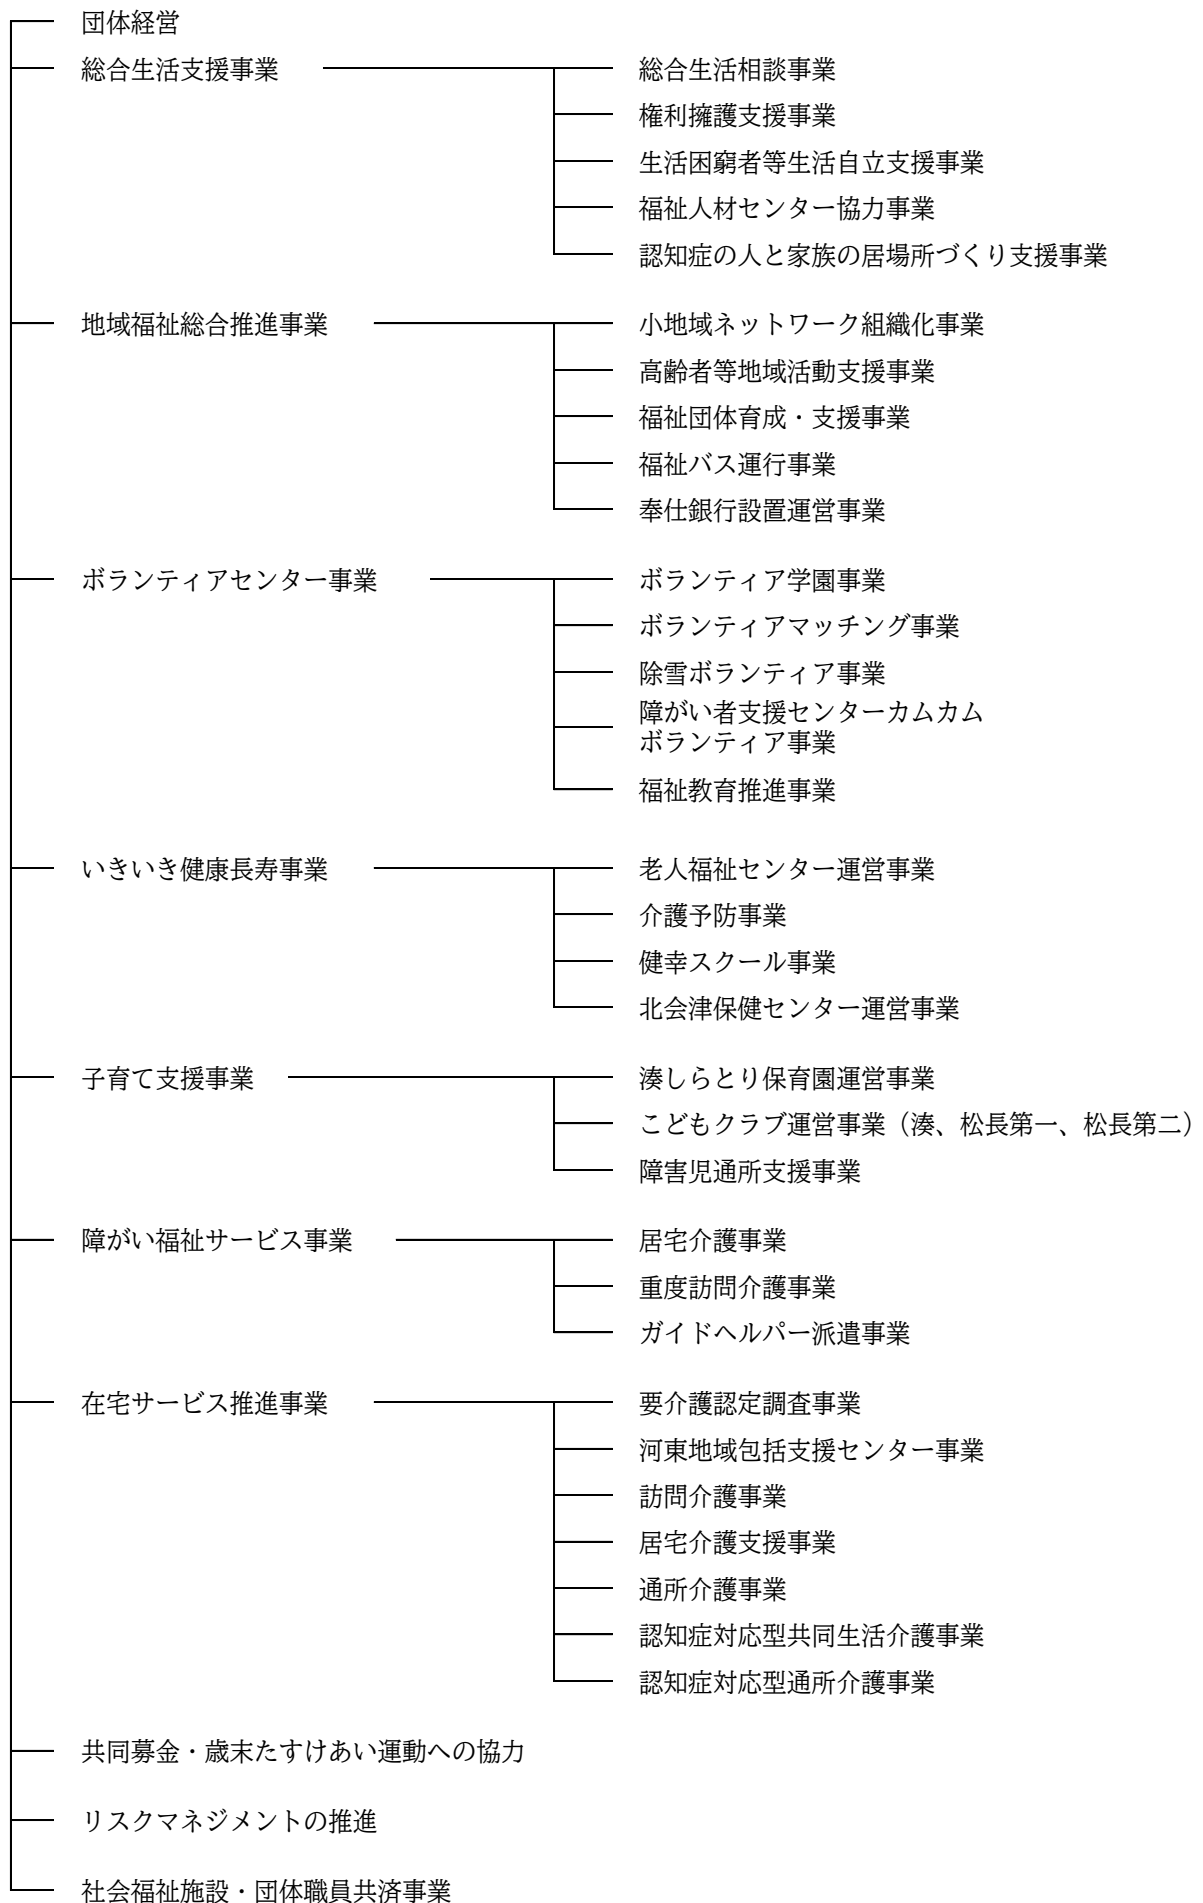 団体経営
総合生活支援事業
総合生活相談事業
権利擁護支援事業
生活困窮者等生活自立支援事業
福祉人材センター協力事業
認知症の人と家族の居場所づくり支援事業
地域福祉総合推進事業
小地域ネットワーク組織化事業
高齢者等地域活動支援事業
福祉団体育成・支援事業
福祉バス運行事業
奉仕銀行設置運営事業
ボランティアセンター事業
ボランティア学園事業
ボランティアマッチング事業
除雪ボランティア事業
障がい者支援センターカムカム
ボランティア事業
福祉教育推進事業
いきいき健康長寿事業
老人福祉センター運営事業
介護予防事業
健幸スクール事業
北会津保健センター運営事業
子育て支援事業
湊しらとり保育園運営事業
こどもクラブ運営事業（湊、松長第一、松長第二）
障害児通所支援事業
障がい福祉サービス事業
居宅介護事業
重度訪問介護事業
ガイドヘルパー派遣事業
在宅サービス推進事業
要介護認定調査事業
河東地域包括支援センター事業
訪問介護事業
居宅介護支援事業
通所介護事業
認知症対応型共同生活介護事業
認知症対応型通所介護事業
共同募金・歳末たすけあい運動への協力
リスクマネジメントの推進
社会福祉施設・団体職員共済事業